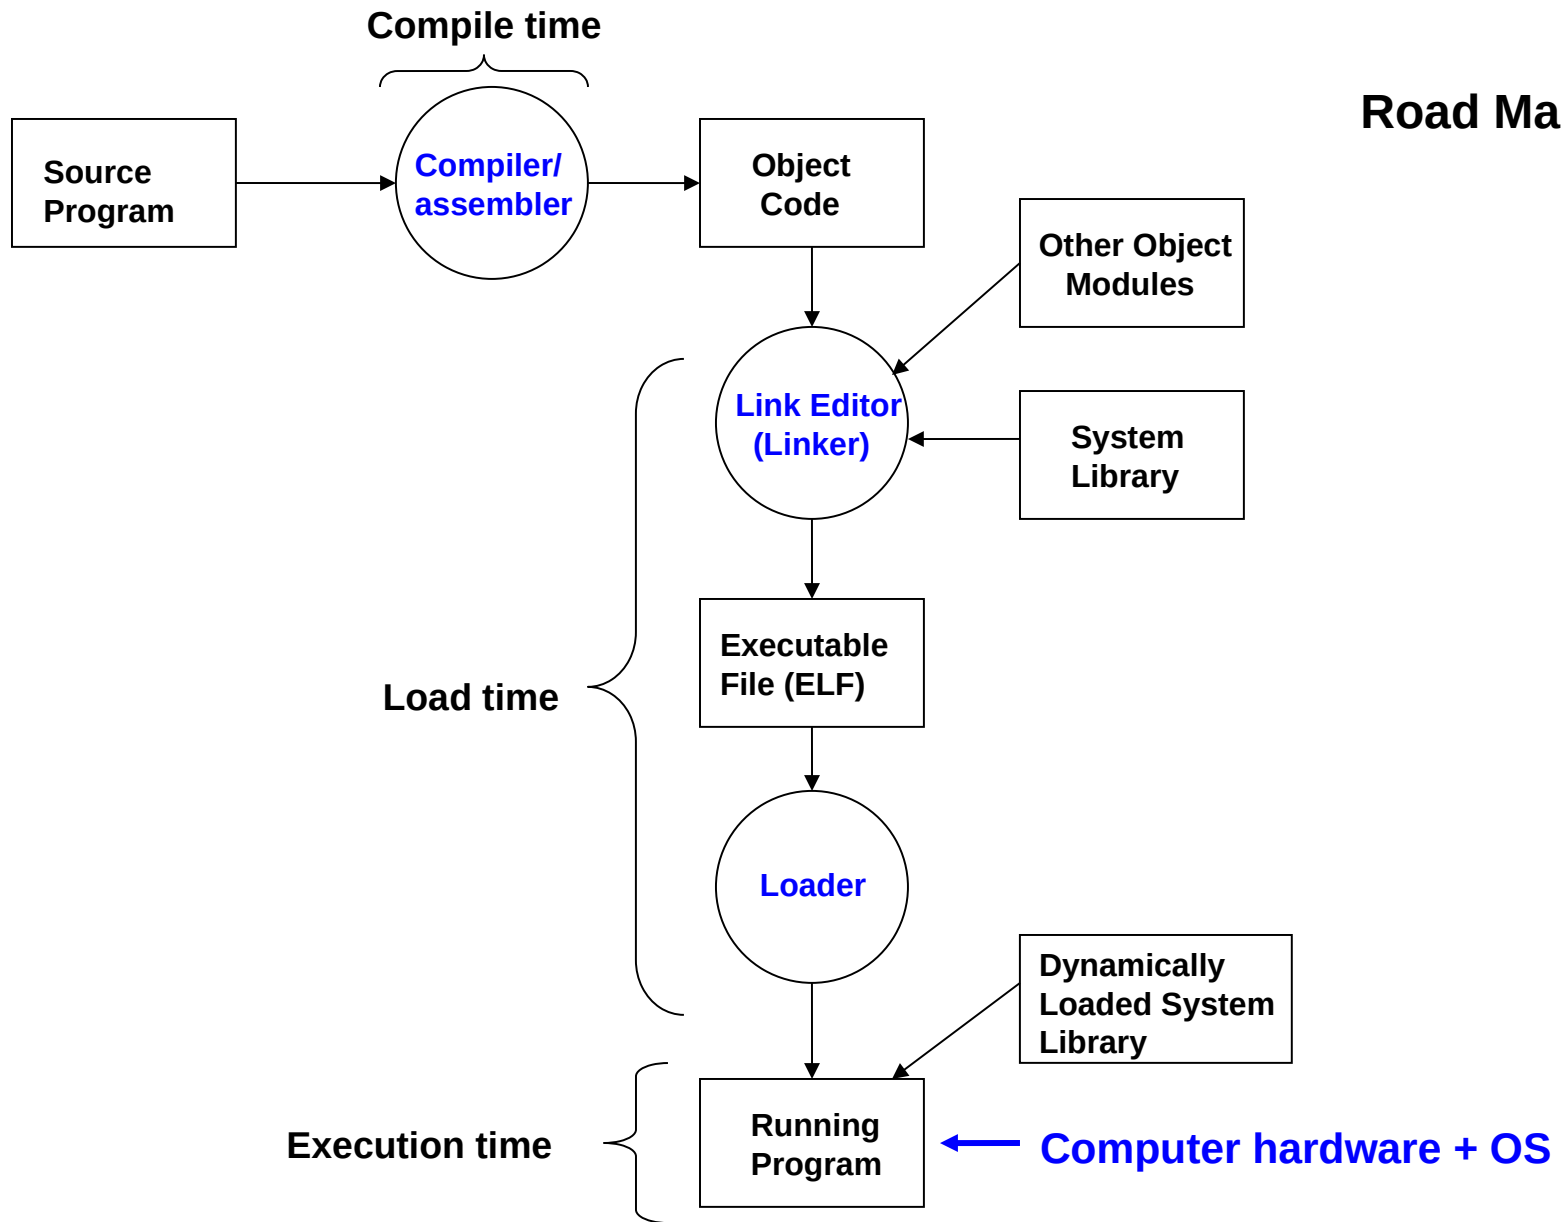 Compile time
Road Ma
Source
Program
Compiler/
assembler
Object
Code
Other Object
Modules
Link Editor
(Linker)
System
Library
Executable
File (ELF)
Load time
Loader
Dynamically
Loaded System
Library
Execution time
Running
Program
Computer hardware + OS